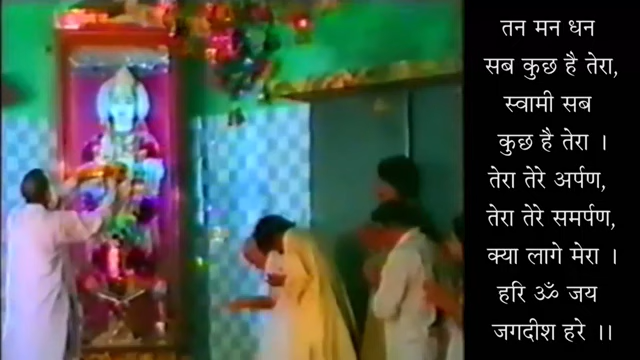 तन मन धन
सब कुछ है तेरा,
स्वामी सब
कुछ है तेरा ।
तेरा तेरे अर्पण,
तेरा तेरे समर्पण,
क्या लागे मेरा ।
हरि ॐ जय
जगदीश हरे ।।